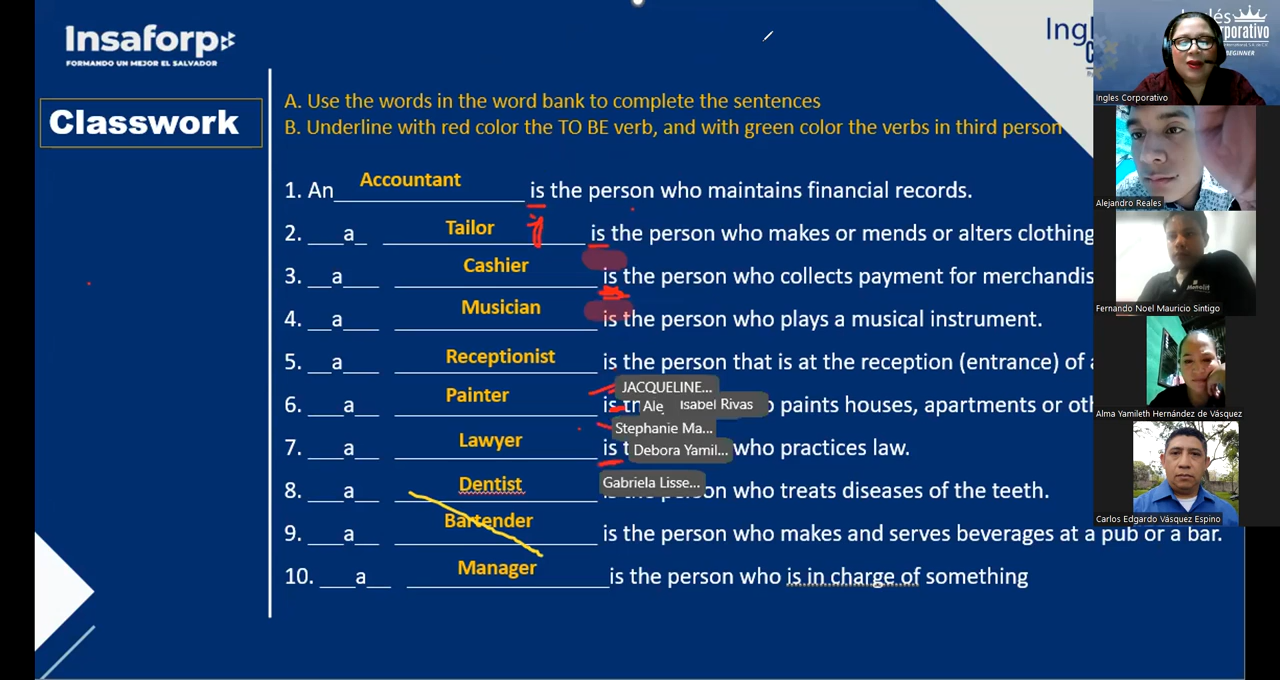 Insaforp
FORMANDO UN MEJOR EL SALVADOR
Classwork
A. Use the words in the word bank to complete the sentences
B. Underline with red color the TO BE verb, and with green color the verbs in third person
1. An Accountant is the person who maintains financial records.
2. a Tailor is the person who makes or mends or alters clothing
3. a Cashier is the person who collects payment for
4. a Musician is the person who plays a musical instrument.
5. a Receptionist is the person that is at the reception (entrance) of
6. a Painter is paints houses, apartments or
7. a Lawyer is who practices law.
8. a Dentist who treats diseases of the teeth.
9. a Bartender is the person who makes and serves beverages at a pub or a bar.
10. a Manager is the person who is in charge of something
JACQUELINE...
Isabel Rivas
Stephanie Ma...
Debora Yamil...
Gabriela Lisse...
BEGINNER
Ingles Corporativo
Alejandro Reales
Fernando Noel Mauricio Sintigo
Alma Yamileth Hernández de Vásquez
Carlos Edgardo Vásquez Espino